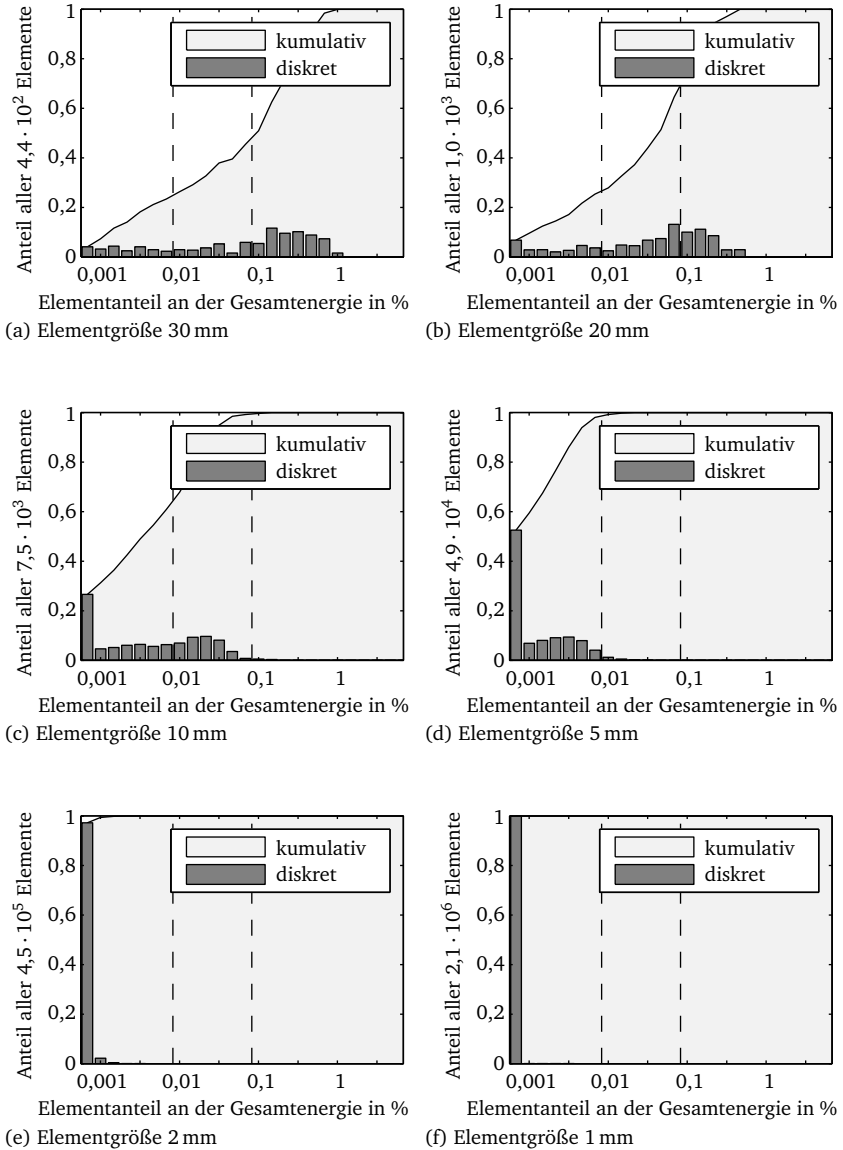 1
0,8
0,6
0,4
0,2
0
Anteil aller 4,4 · 10² Elemente
kumulativ
diskret
0,001 0,01 0,1 1
Elementanteil an der Gesamtenergie in %
(a) Elementgröße 30 mm
1
0,8
0,6
0,4
0,2
0
Anteil aller 1,0 · 10³ Elemente
kumulativ
diskret
0,001 0,01 0,1 1
Elementanteil an der Gesamtenergie in %
(b) Elementgröße 20 mm
1
0,8
0,6
0,4
0,2
0
Anteil aller 7,5 · 10³ Elemente
kumulativ
diskret
0,001 0,01 0,1 1
Elementanteil an der Gesamtenergie in %
(c) Elementgröße 10 mm
1
0,8
0,6
0,4
0,2
0
Anteil aller 4,9 · 10⁴ Elemente
kumulativ
diskret
0,001 0,01 0,1 1
Elementanteil an der Gesamtenergie in %
(d) Elementgröße 5 mm
1
0,8
0,6
0,4
0,2
0
Anteil aller 4,5 · 10⁵ Elemente
kumulativ
diskret
0,001 0,01 0,1 1
Elementanteil an der Gesamtenergie in %
(e) Elementgröße 2 mm
1
0,8
0,6
0,4
0,2
0
Anteil aller 2,1 · 10⁶ Elemente
kumulativ
diskret
0,001 0,01 0,1 1
Elementanteil an der Gesamtenergie in %
(f) Elementgröße 1 mm